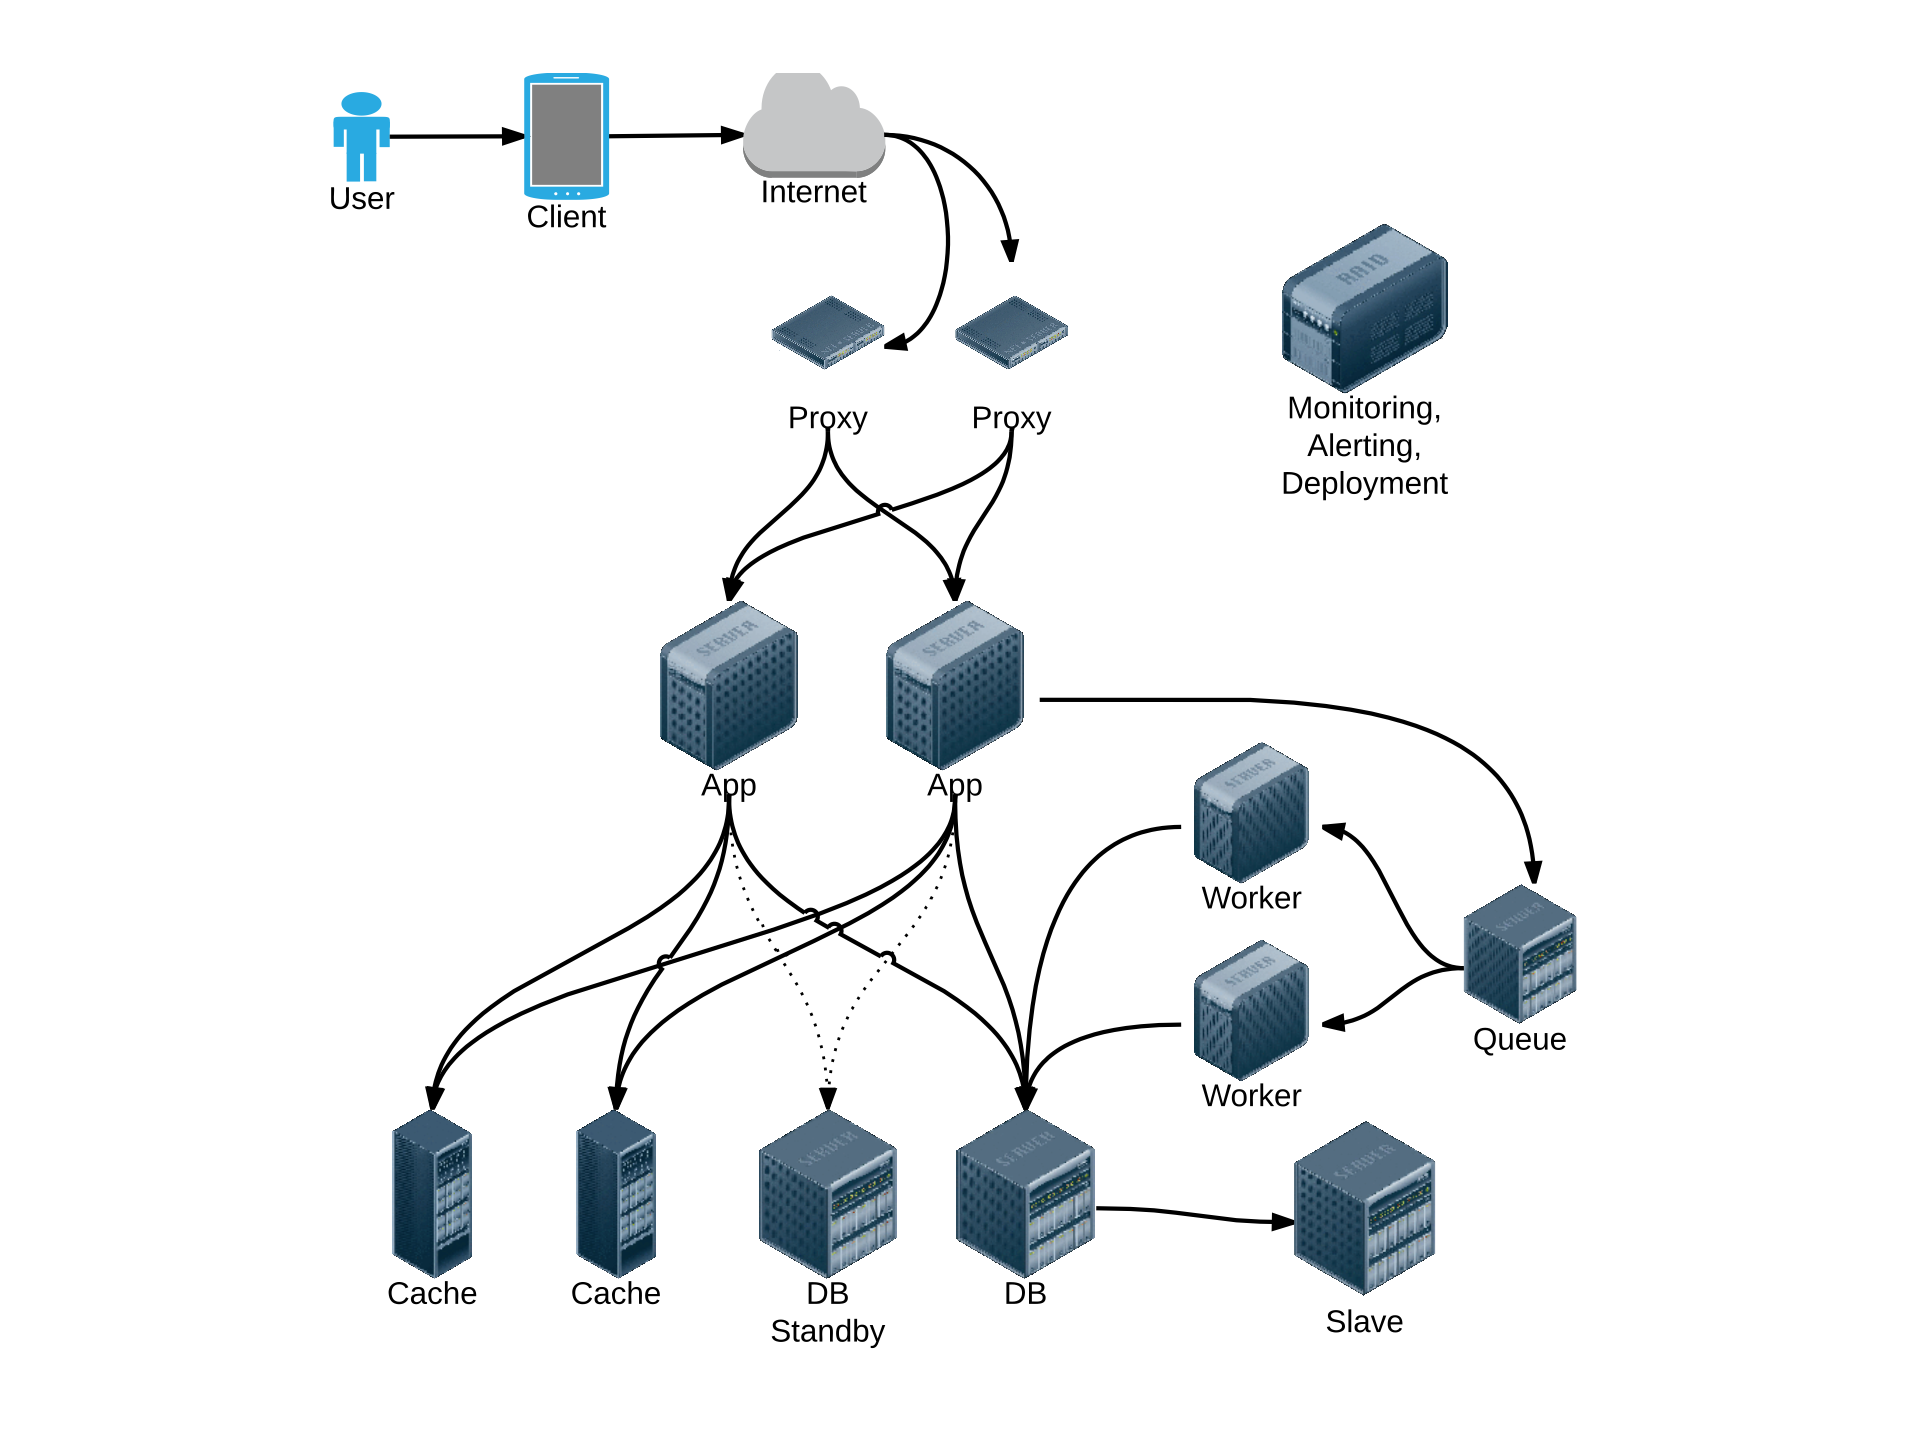 User
Client
Internet
RAID
Proxy
Proxy
Monitoring,
Alerting,
Deployment
SERVER
SERVER
App
App
SERVER
Worker
SERVER
Queue
SERVER
Worker
SERVER
SERVER
SERVER
Cache
Cache
DB
Standby
DB
Slave